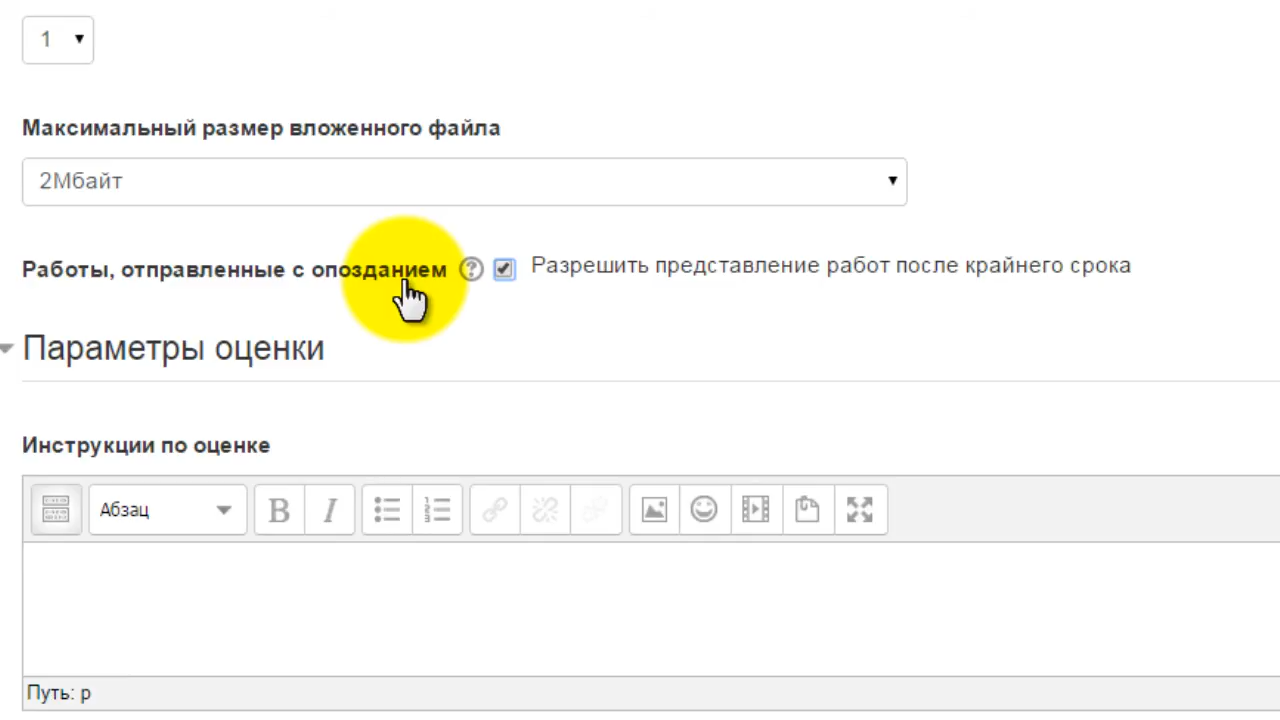 1
Максимальный размер вложенного файла
2Мбайт
Работы, отправленные с опозданием ? Разрешить представление работ после крайнего срока
Параметры оценки
Инструкции по оценке
Абзац B I
Путь: p